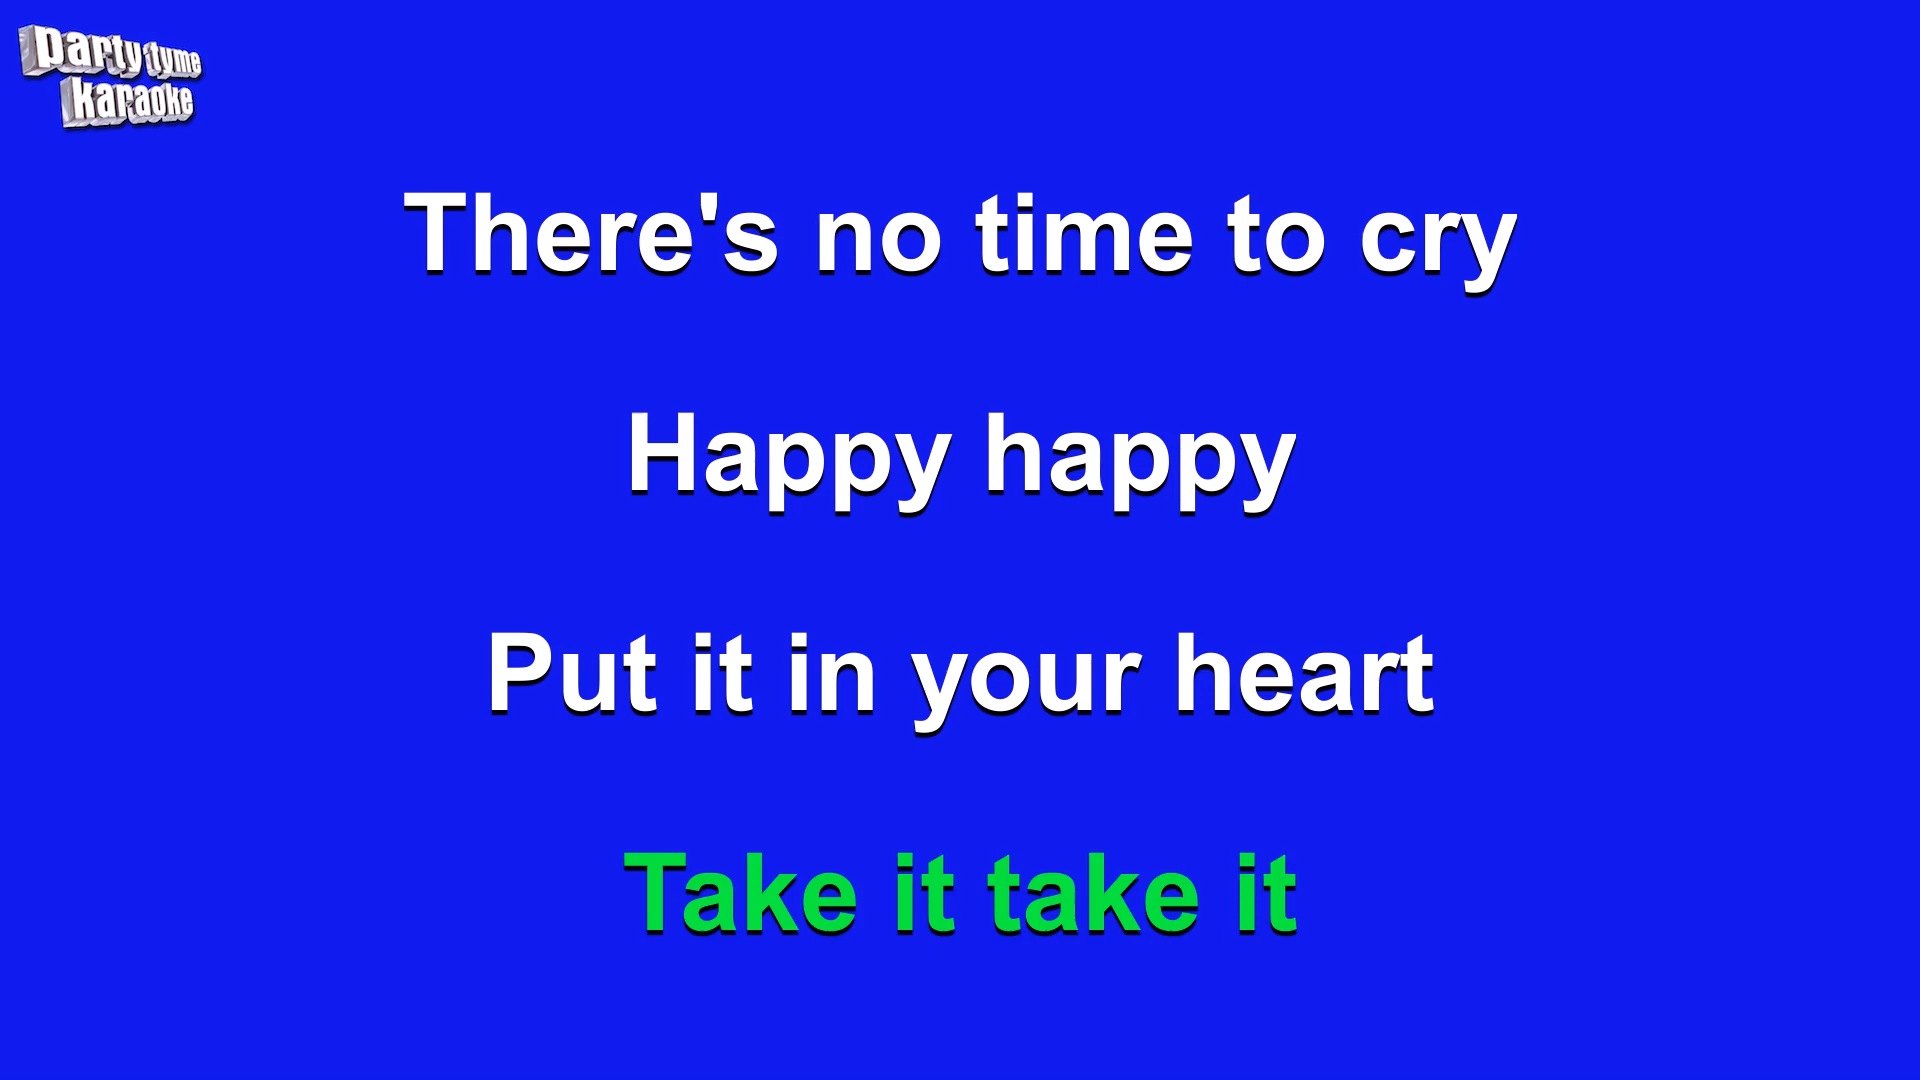 party tyme
karaoke
There's no time to cry
Happy happy
Put it in your heart
Take it take it